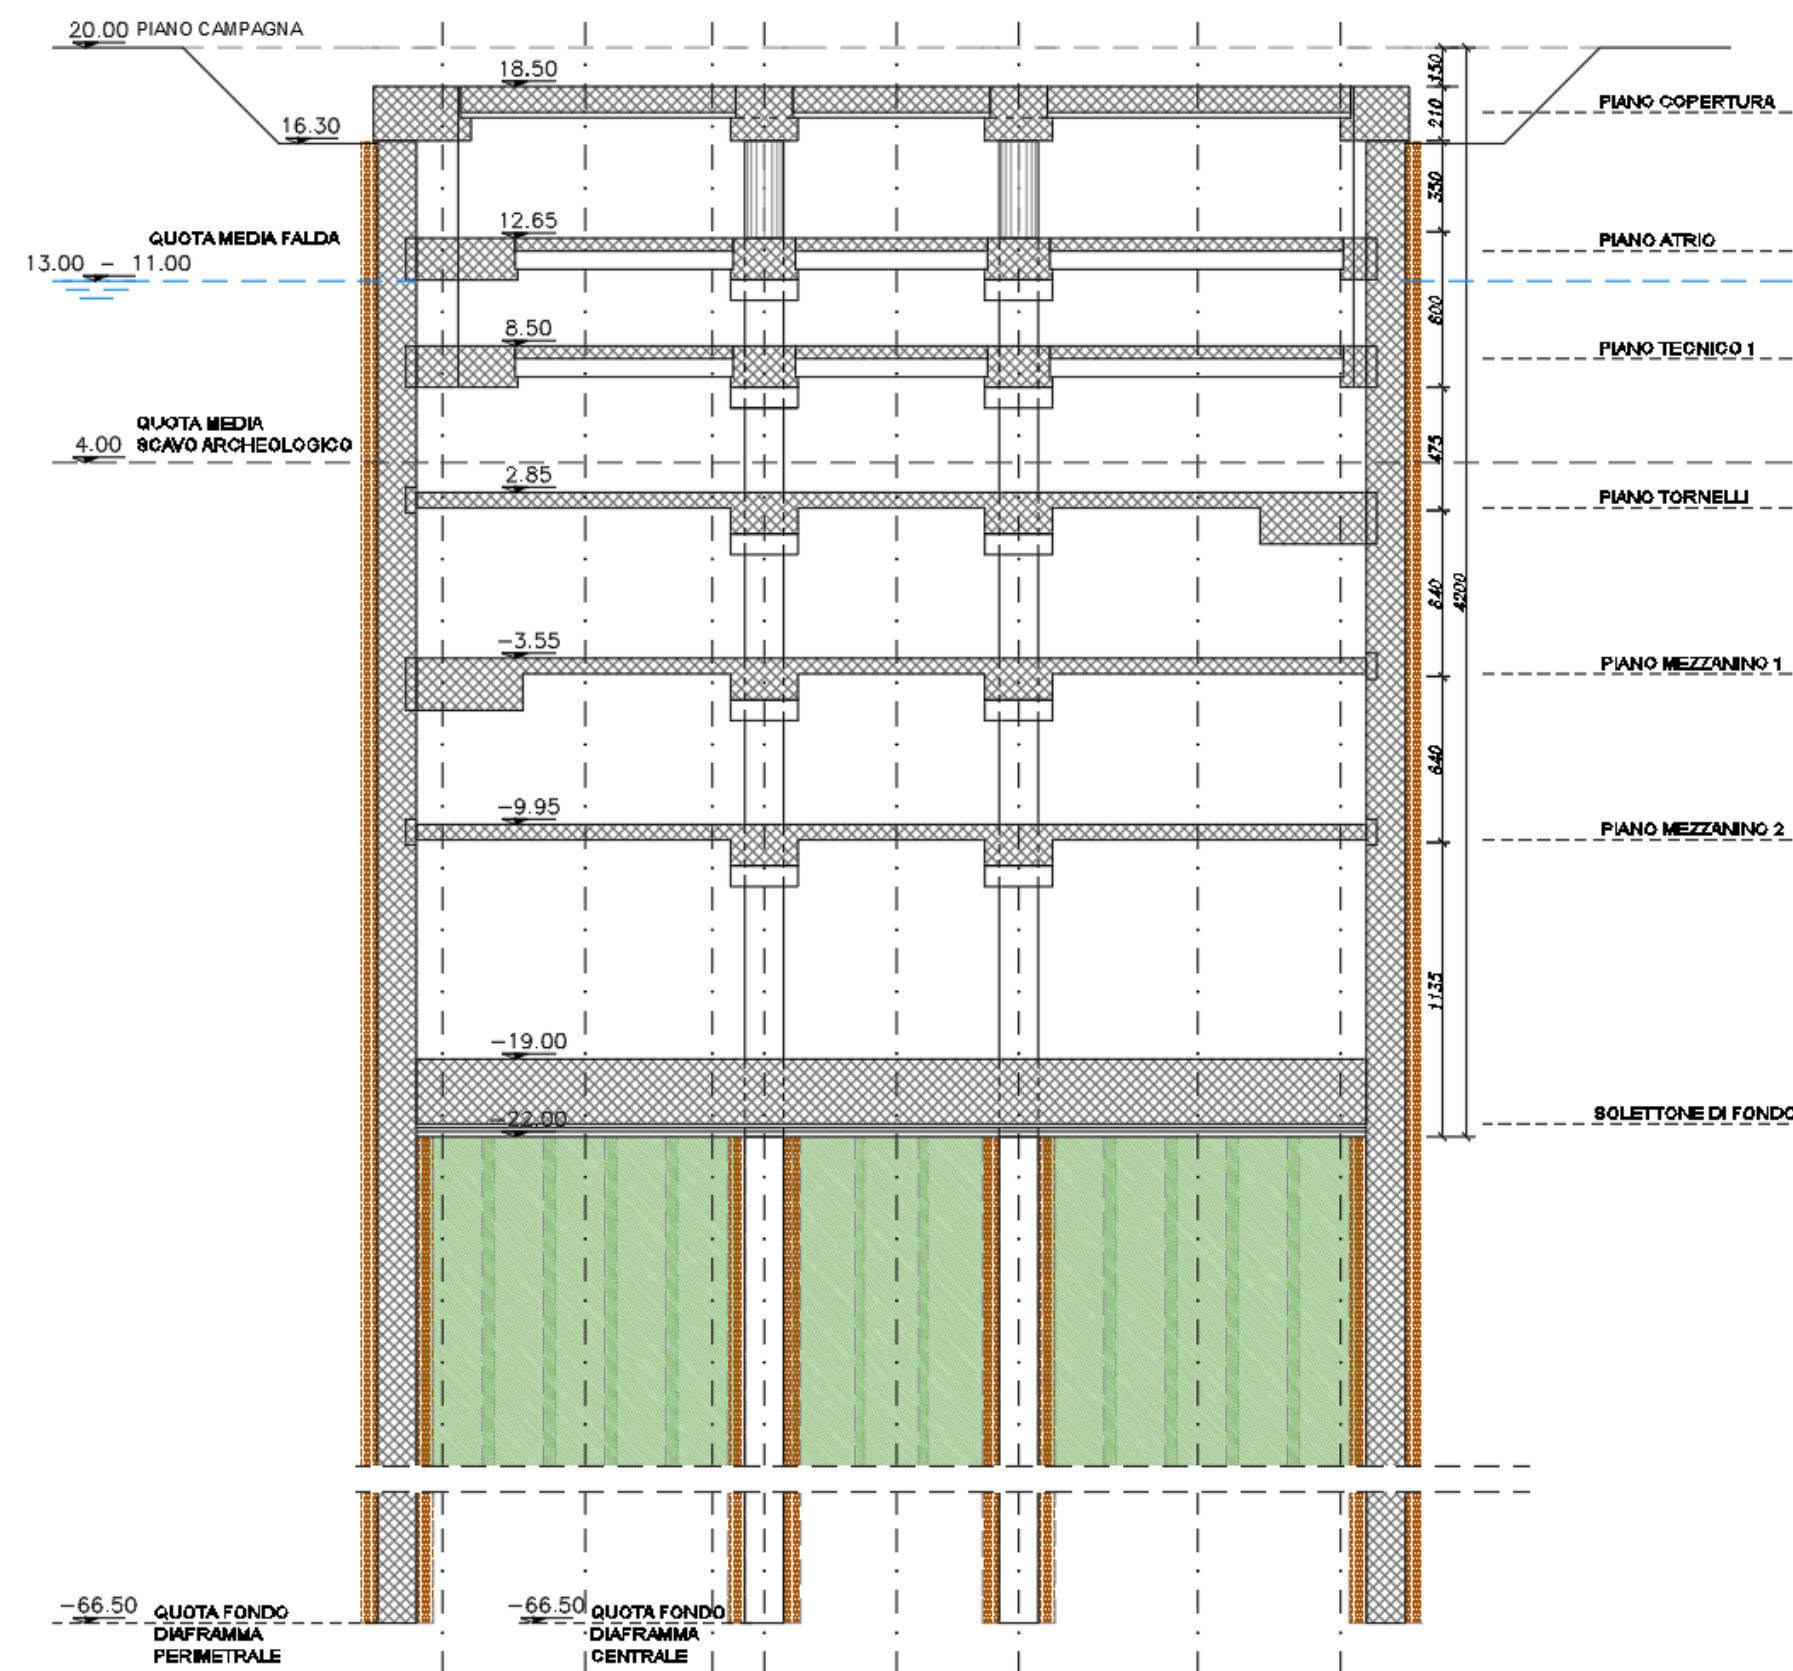 20.00 PIANO CAMPAGNA
18.50
PIANO COPERTURA
16.30
150
210
350
12.65
QUOTA MEDIA FALDA
13.00 – 11.00
PIANO ATRIO
600
8.50
PIANO TECNICO 1
QUOTA MEDIA
SCAVO ARCHEOLOGICO
4.00
475
2.85
PIANO TORNELLI
640
4200
−3.55
PIANO MEZZANINO 1
640
−9.95
PIANO MEZZANINO 2
1135
−19.00
−22.00
SOLETTONE DI FONDO
−66.50
QUOTA FONDO
DIAFRAMMA
PERIMETRALE
−66.50
QUOTA FONDO
DIAFRAMMA
CENTRALE